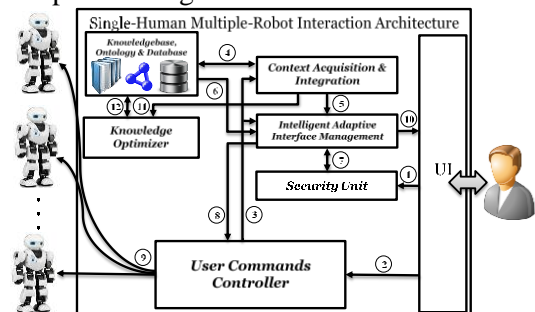 Single-Human Multiple-Robot Interaction Architecture
Knowledgebase,
Ontology & Database
4
Context Acquisition &
Integration
6
5
12
11
10
Intelligent Adaptive
Interface Management
Knowledge
Optimizer
7
UI
1
Security Unit
8
3
9
2
User Commands
Controller